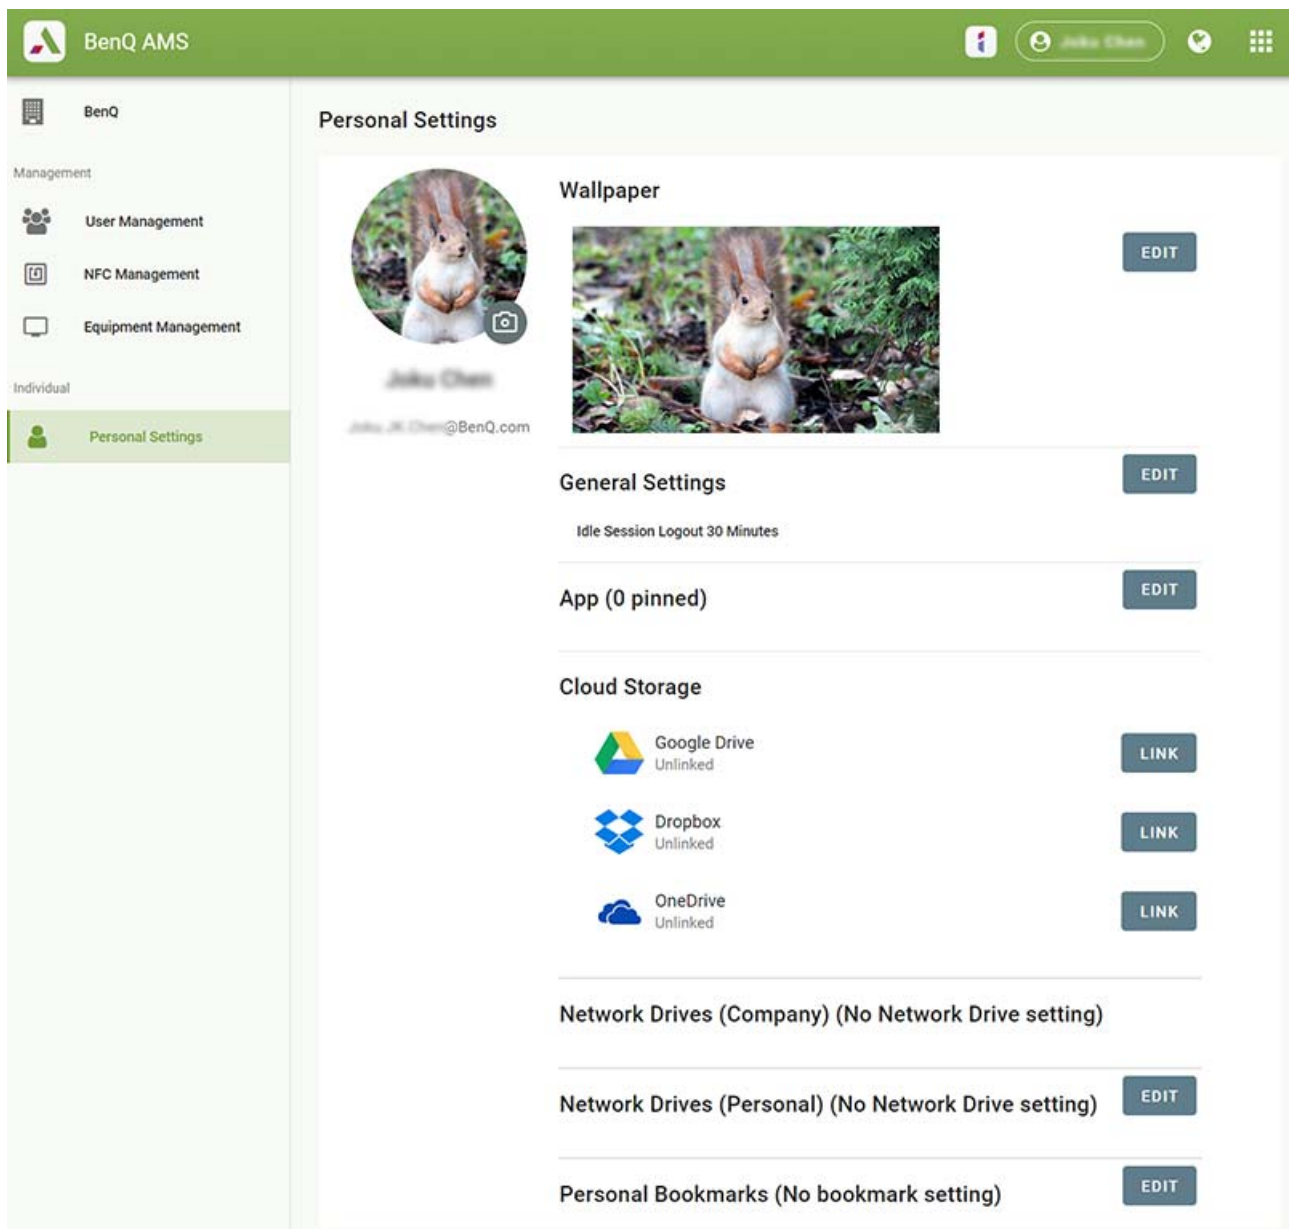 BenQ AMS
BenQ
Management
User Management
NFC Management
Equipment Management
Individual
Personal Settings
Personal Settings
@BenQ.com
Wallpaper
EDIT
General Settings
EDIT
Idle Session Logout 30 Minutes
App (0 pinned)
EDIT
Cloud Storage
Google Drive
Unlinked
LINK
Dropbox
Unlinked
LINK
OneDrive
Unlinked
LINK
Network Drives (Company) (No Network Drive setting)
Network Drives (Personal) (No Network Drive setting)
EDIT
Personal Bookmarks (No bookmark setting)
EDIT